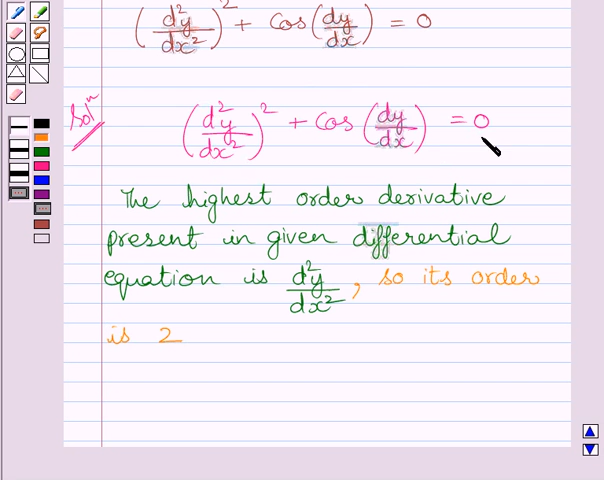 (d²y/dx²)² + cos(dy/dx) = 0
Solⁿ
(d²y/dx²)² + cos(dy/dx) = 0
The highest order derivative
present in given differential
equation is d²y/dx², so its order
is 2